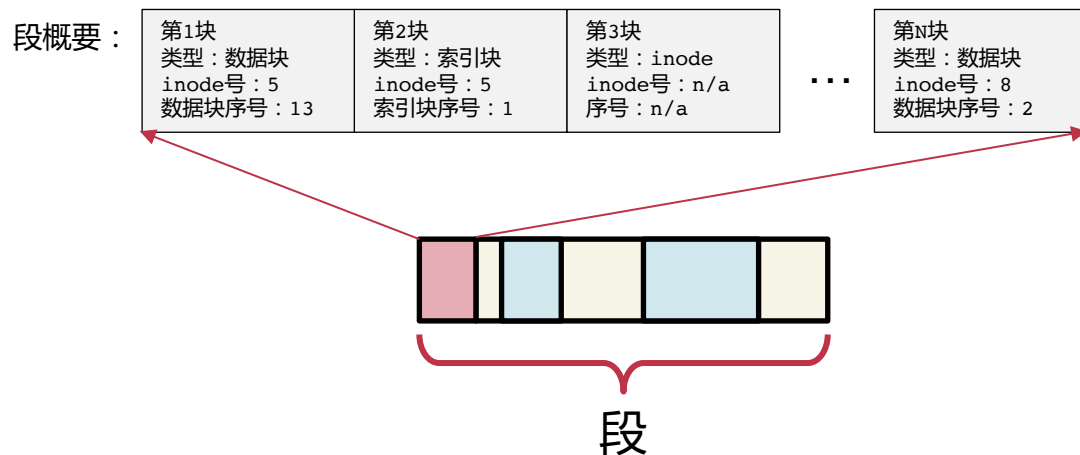 段概要：
第1块
类型：数据块
inode号：5
数据块序号：13
第2块
类型：索引块
inode号：5
索引块序号：1
第3块
类型：inode
inode号：n/a
序号：n/a
...
第N块
类型：数据块
inode号：8
数据块序号：2
段